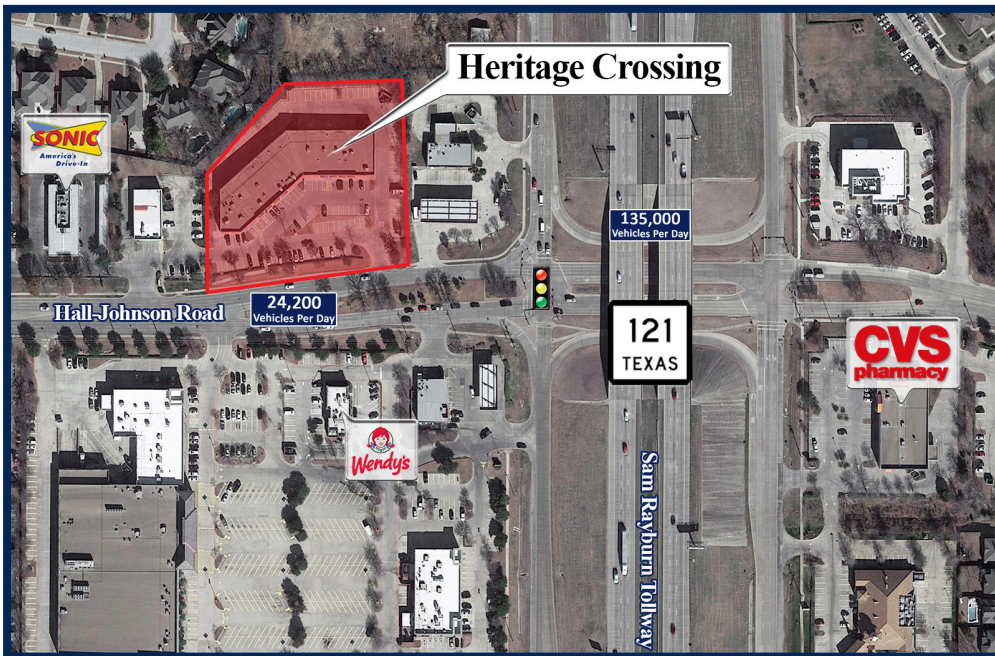 Heritage Crossing
SONIC
America's
Drive-In
135,000
Vehicles Per Day
24,200
Vehicles Per Day
Hall-Johnson Road
121
TEXAS
CVS
pharmacy
Wendy's
Sam Rayburn Tollway